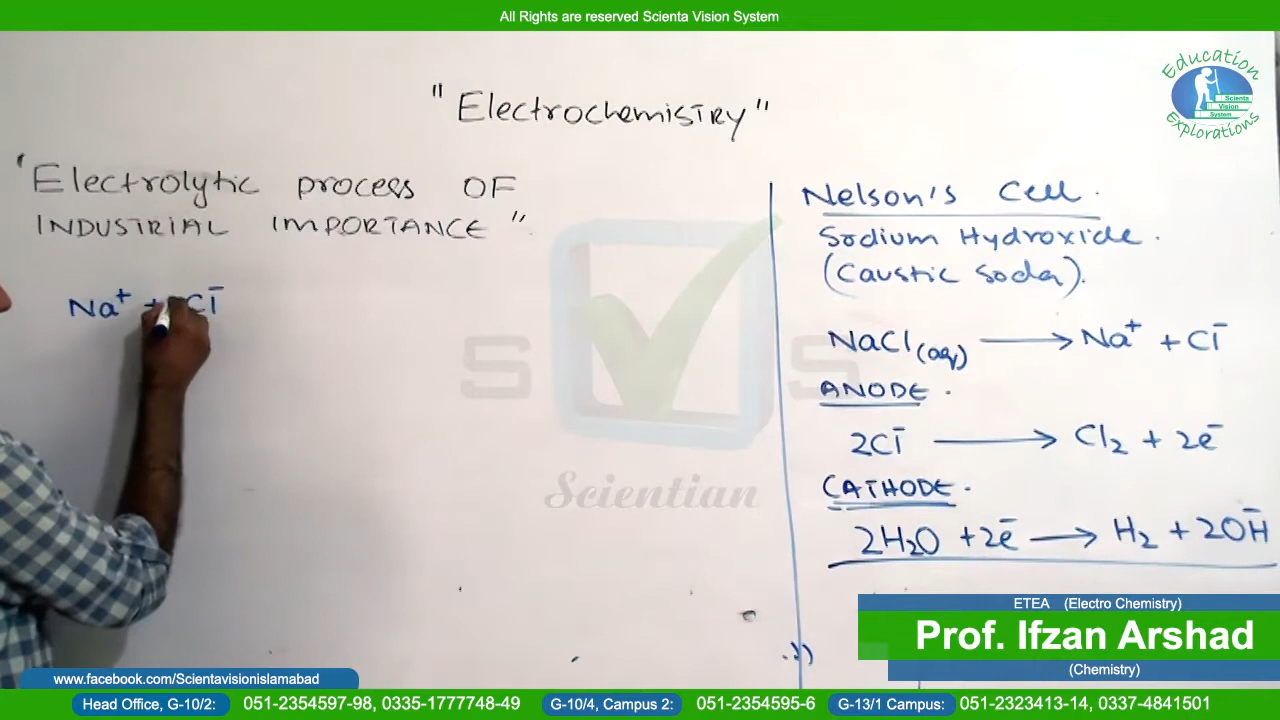 All Rights are reserved Scienta Vision System
Education
Scienta
Vision
System
Explorations
"Electrochemistry"
'Electrolytic process OF
INDUSTRIAL IMPORTANCE"
Na⁺ + Cl⁻
Nelson's Cell.
Sodium Hydroxide.
(Caustic Soda).
NaCl(aq) ⟶ Na⁺ + Cl⁻
ANODE.
2Cl⁻ ⟶ Cl₂ + 2e⁻
CATHODE.
2H₂O + 2e⁻ ⟶ H₂ + 2OH⁻
S V S
Scientian
ETEA (Electro Chemistry)
Prof. Ifzan Arshad
(Chemistry)
www.facebook.com/Scientavisionislamabad
Head Office, G-10/2: 051-2354597-98, 0335-1777748-49 G-10/4, Campus 2: 051-2354595-6 G-13/1 Campus: 051-2323413-14, 0337-4841501